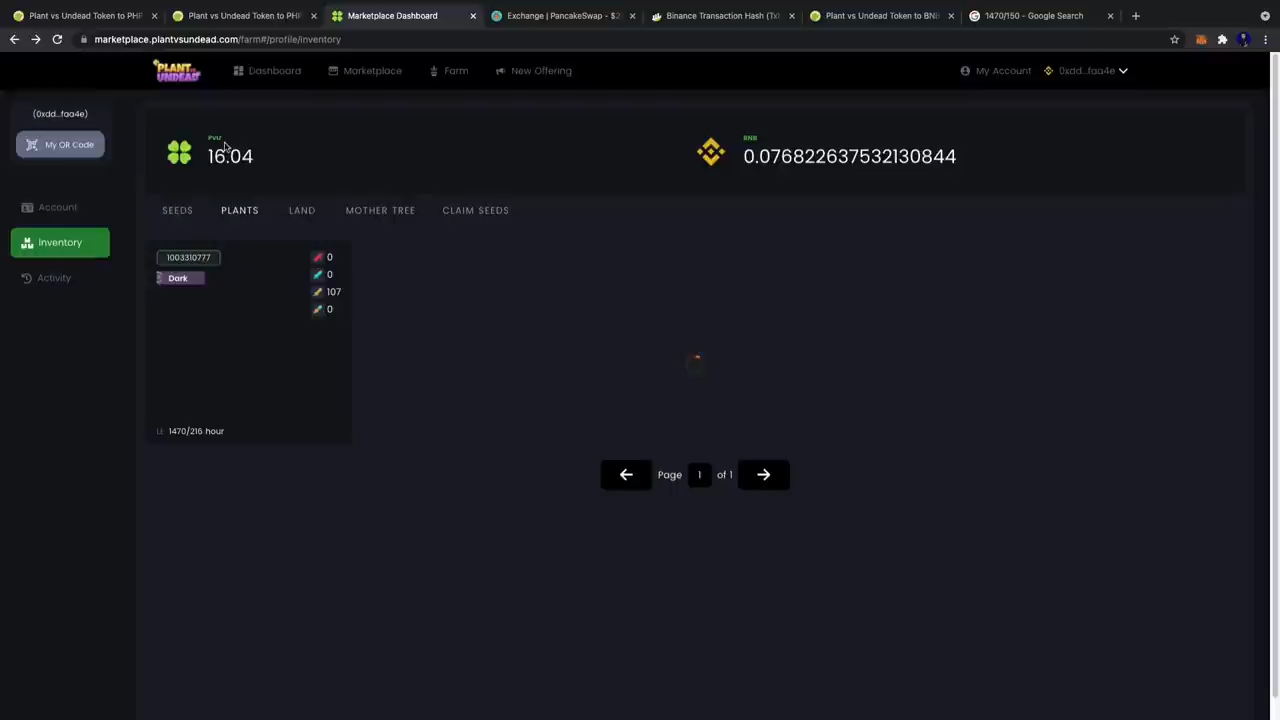 Plant vs Undead Token to PHP
Plant vs Undead Token to PHP
Marketplace Dashboard
Exchange | PancakeSwap - $2
Binance Transaction Hash (Txh
Plant vs Undead Token to BNB
1470/150 - Google Search
marketplace.plantvsundead.com/farm#/profile/inventory
PLANT UNDEAD
Dashboard
Marketplace
Farm
New Offering
My Account
0xdd...faa4e
(0xdd...faa4e)
My QR Code
Account
Inventory
Activity
PVU
16.04
BNB
0.076822637532130844
SEEDS
PLANTS
LAND
MOTHER TREE
CLAIM SEEDS
1003310777
Dark
0
0
107
0
LE: 1470/216 hour
Page 1 of 1